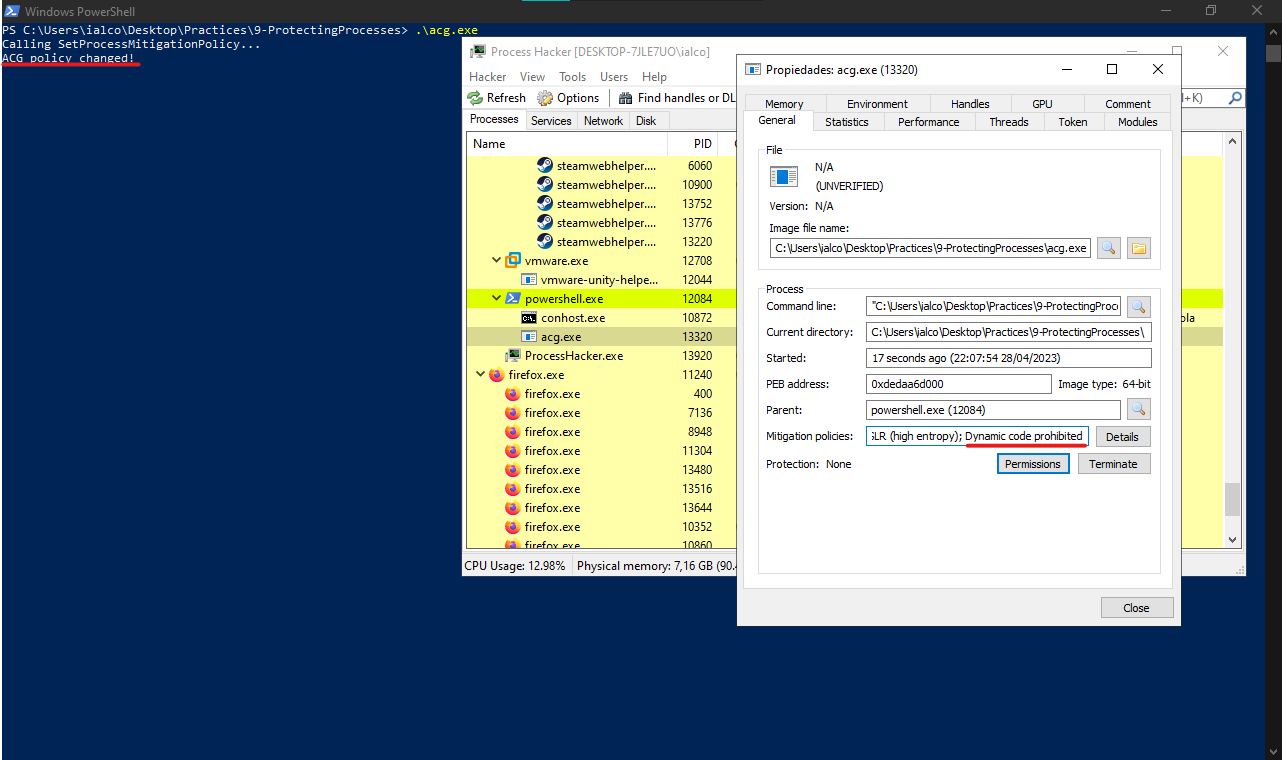 Windows PowerShell
PS C:\Users\ialco\Desktop\Practices\9-ProtectingProcesses> .\acg.exe
Calling SetProcessMitigationPolicy...
ACG policy changed!
Process Hacker [DESKTOP-7JLE7UO\ialco]
Hacker View Tools Users Help
Refresh Options Find handles or DL
l+K)
Processes Services Network Disk
Name PID
steamwebhelper.... 6060
steamwebhelper.... 10900
steamwebhelper.... 13752
steamwebhelper.... 13776
steamwebhelper.... 13220
vmware.exe 12708
vmware-unity-helpe... 12044
powershell.exe 12084
conhost.exe 10872
ola
acg.exe 13320
ProcessHacker.exe 13920
firefox.exe 11240
firefox.exe 400
firefox.exe 7136
firefox.exe 8948
firefox.exe 11304
firefox.exe 13480
firefox.exe 13516
firefox.exe 13644
firefox.exe 10352
firefox.exe 10860
CPU Usage: 12.98% Physical memory: 7,16 GB (90.4
Propiedades: acg.exe (13320)
Memory Environment Handles GPU Comment
General Statistics Performance Threads Token Modules
File
N/A
(UNVERIFIED)
Version: N/A
Image file name:
C:\Users\ialco\Desktop\Practices\9-ProtectingProcesses\acg.exe
Process
Command line: "C:\Users\ialco\Desktop\Practices\9-ProtectingProc
Current directory: C:\Users\ialco\Desktop\Practices\9-ProtectingProcesses\
Started: 17 seconds ago (22:07:54 28/04/2023)
PEB address: 0xdedaa6d000 Image type: 64-bit
Parent: powershell.exe (12084)
Mitigation policies: SLR (high entropy); Dynamic code prohibited Details
Protection: None Permissions Terminate
Close